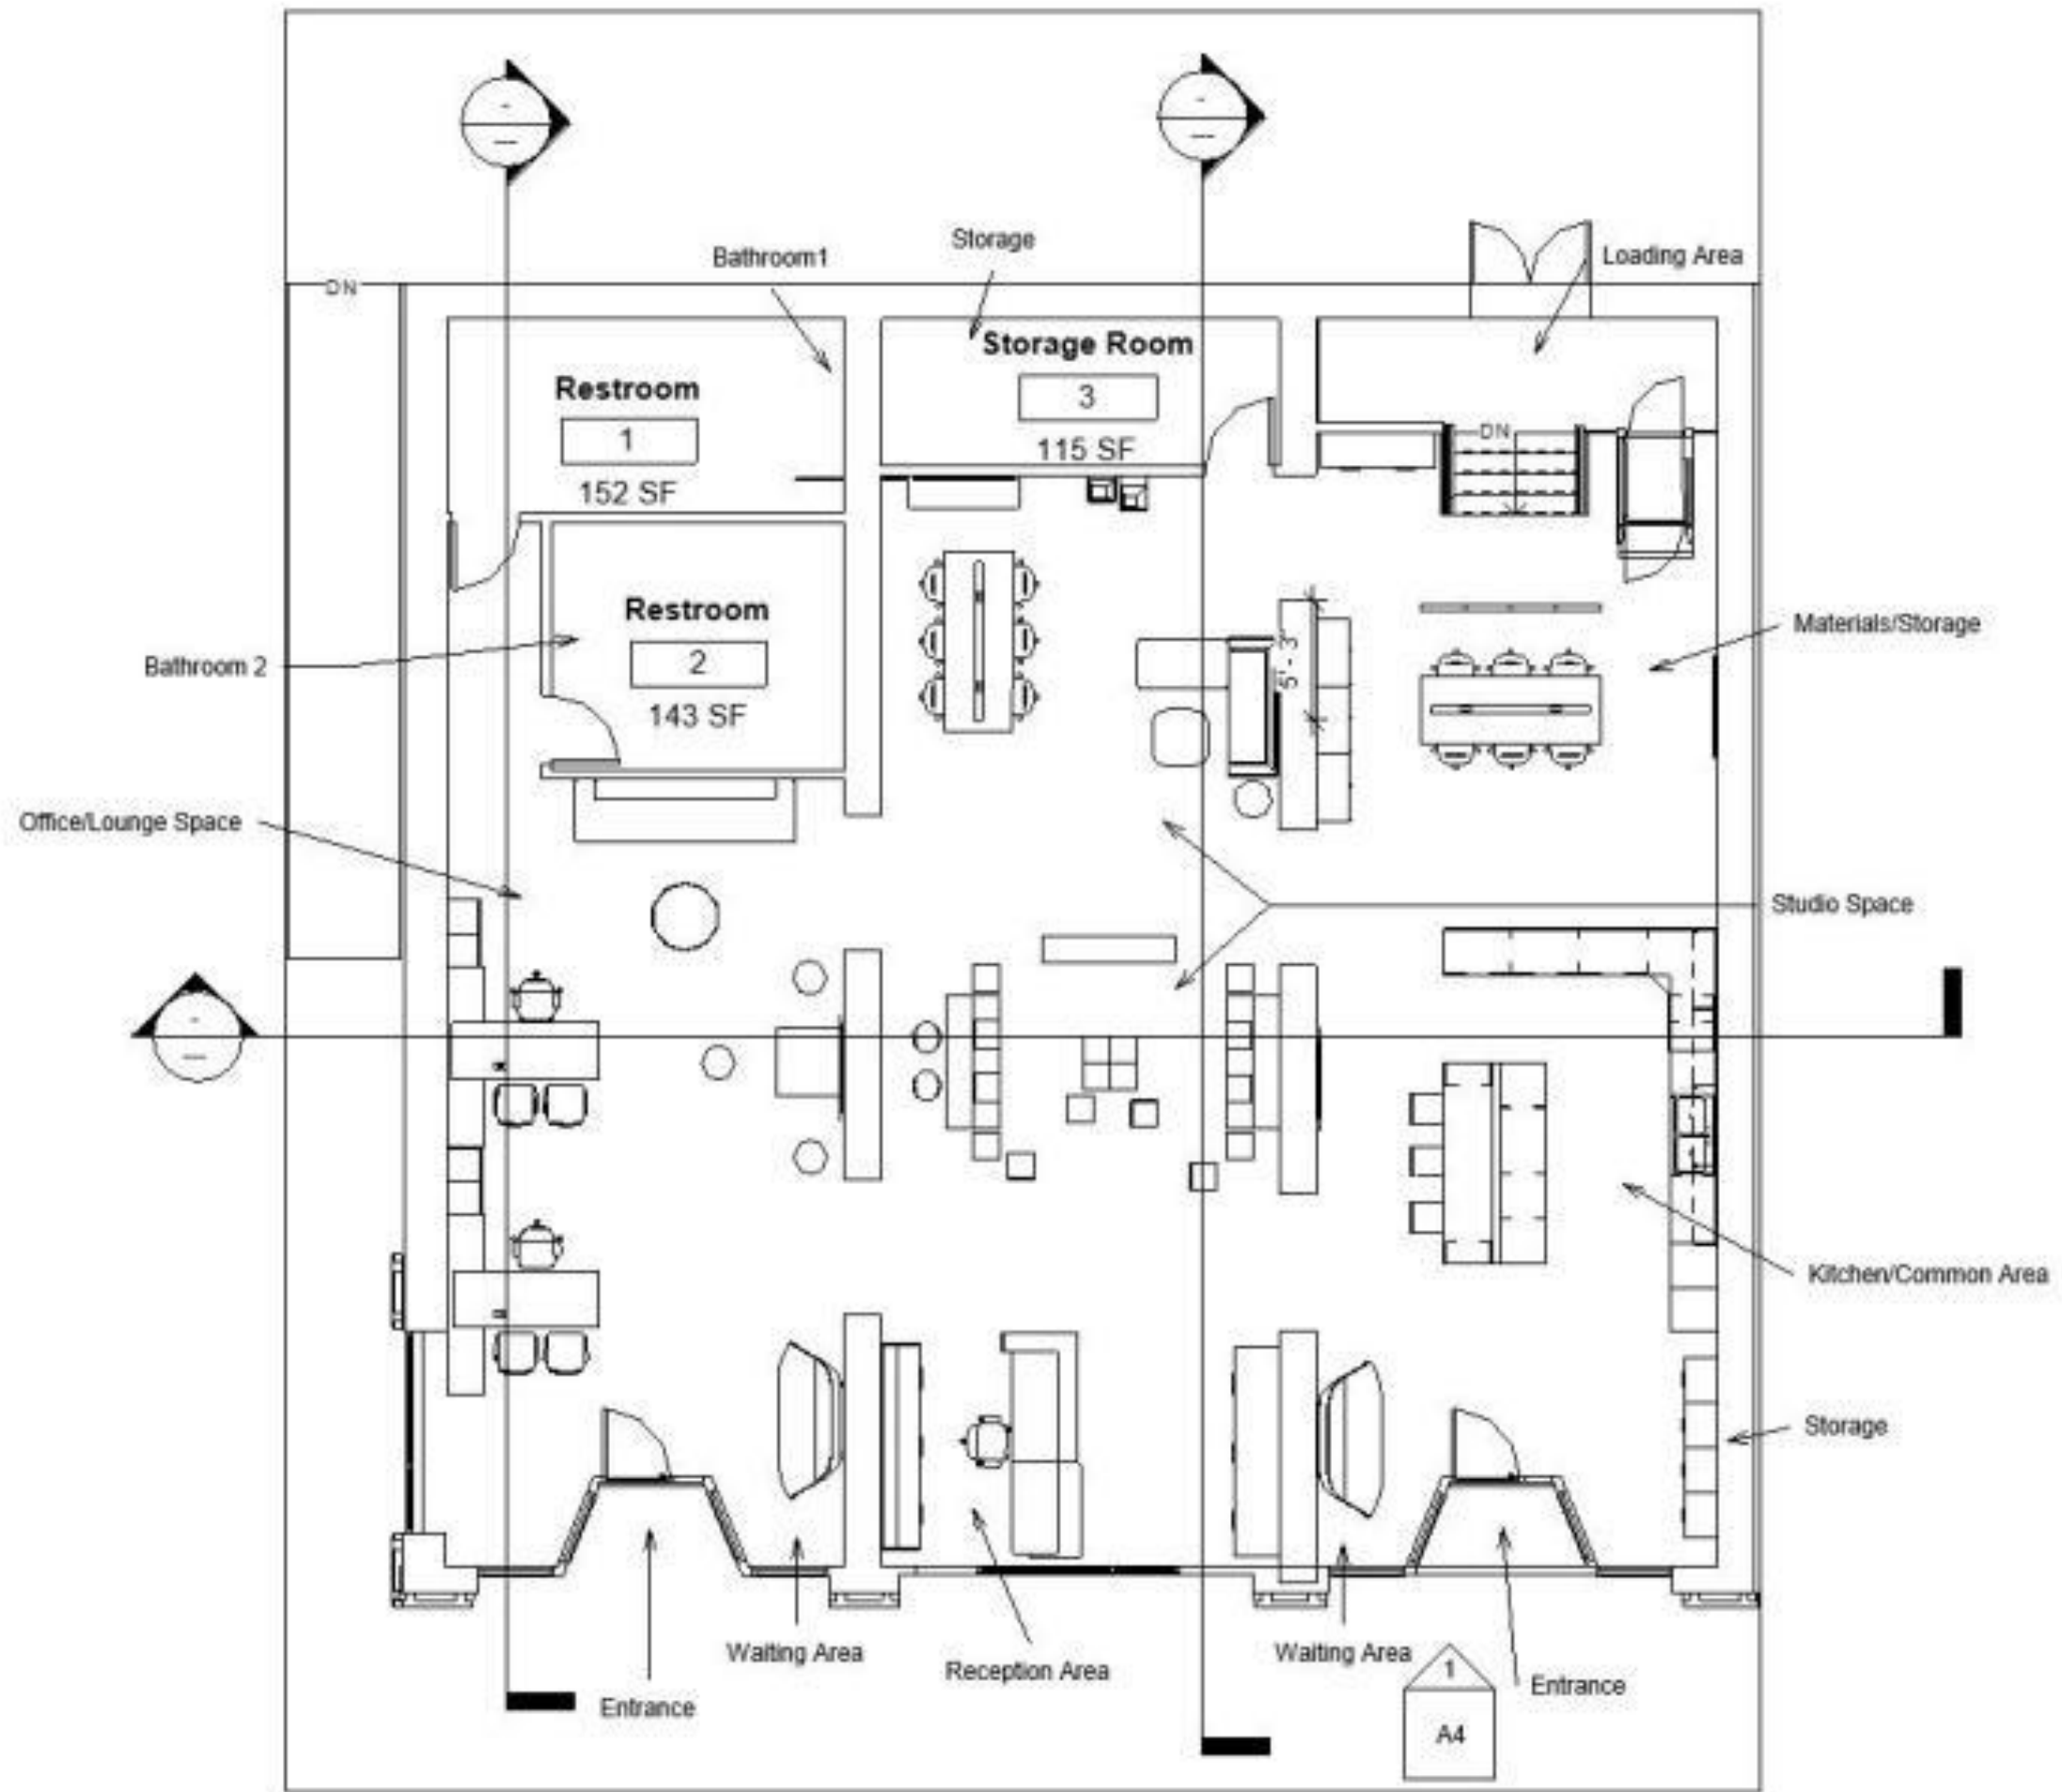 Storage
Bathroom1
Loading Area
DN
Storage Room
3
115 SF
Restroom
1
152 SF
DN
Restroom
2
143 SF
Bathroom 2
5' - 3"
Materials/Storage
Office/Lounge Space
Studio Space
Kitchen/Common Area
Storage
Waiting Area
Reception Area
Waiting Area
Entrance
Entrance
1
A4